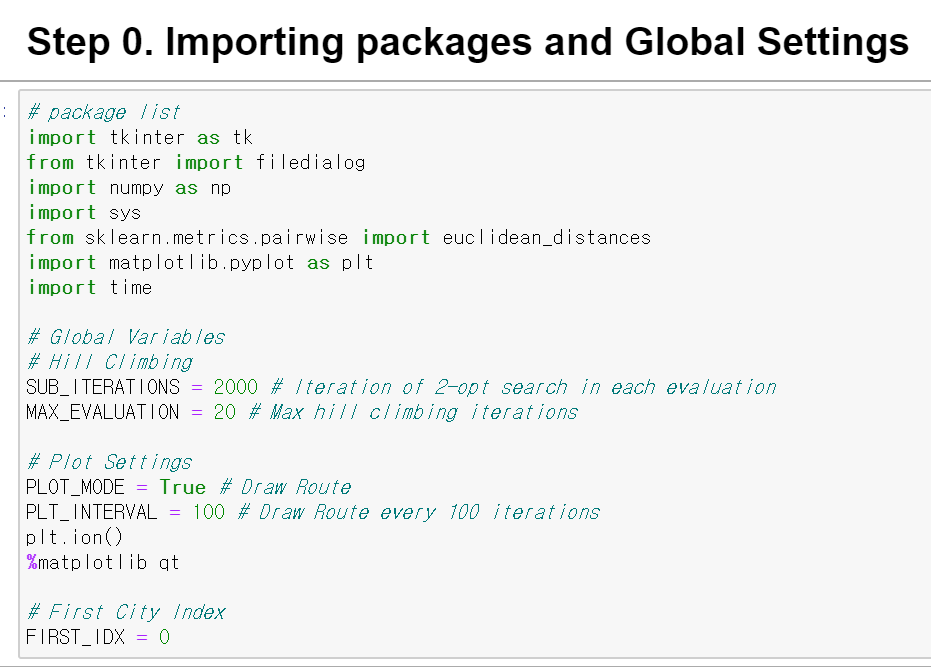 Step 0. Importing packages and Global Settings
:
# package list
import tkinter as tk
from tkinter import filedialog
import numpy as np
import sys
from sklearn.metrics.pairwise import euclidean_distances
import matplotlib.pyplot as plt
import time
# Global Variables
# Hill Climbing
SUB_ITERATIONS = 2000 # Iteration of 2-opt search in each evaluation
MAX_EVALUATION = 20 # Max hill climbing iterations
# Plot Settings
PLOT_MODE = True # Draw Route
PLT_INTERVAL = 100 # Draw Route every 100 iterations
plt.ion()
%matplotlib qt
# First City Index
FIRST_IDX = 0